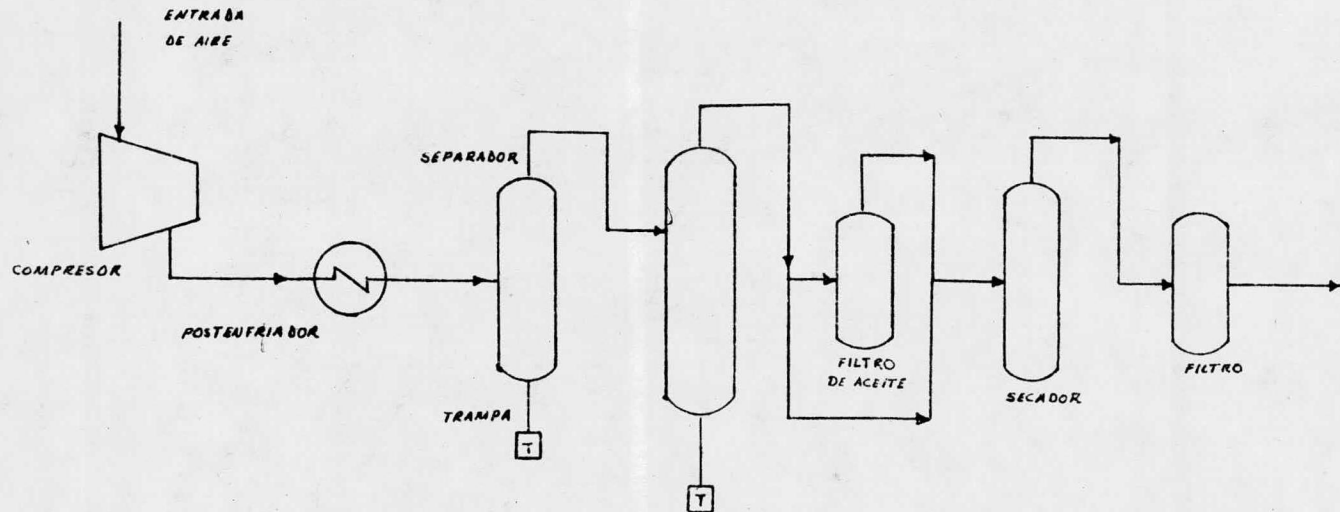 ENTRADA
DE AIRE
COMPRESOR
POSTENFRIADOR
SEPARADOR
TRAMPA
T
T
FILTRO
DE ACEITE
SECADOR
FILTRO